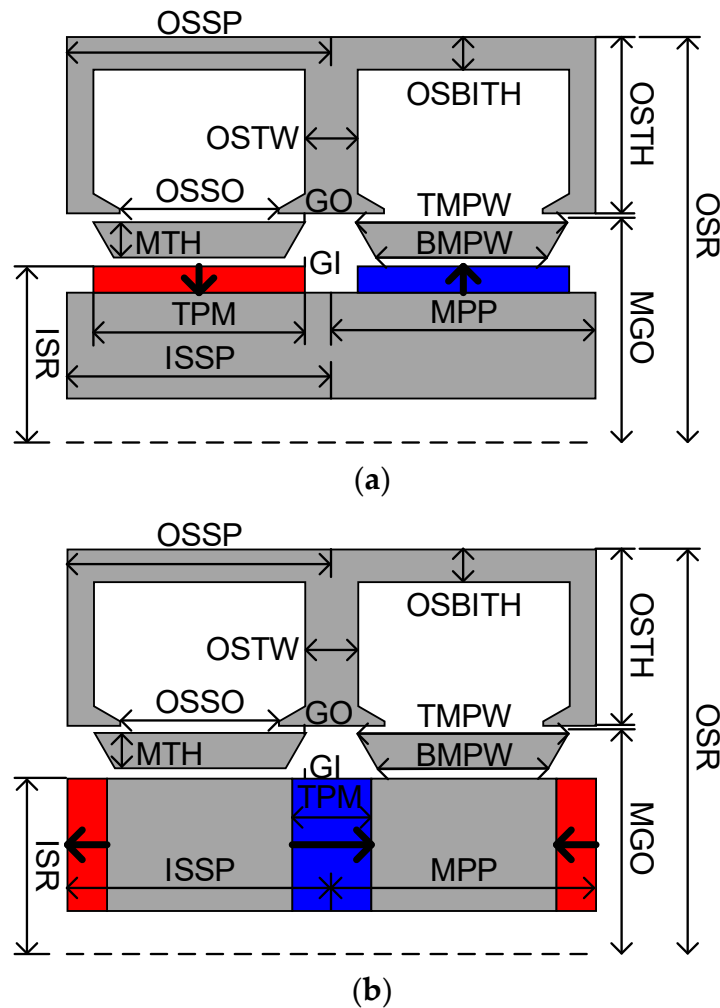 OSSP
OSBITH
OSTW
OSTH
OSSO
GO
TMPW
OSR
MTH
BMPW
GI
TPM
MPP
MGO
ISR
ISSP
(a)
OSSP
OSBITH
OSTW
OSTH
OSSO
GO
TMPW
OSR
MTH
BMPW
GI
TPM
MGO
ISR
ISSP
MPP
(b)